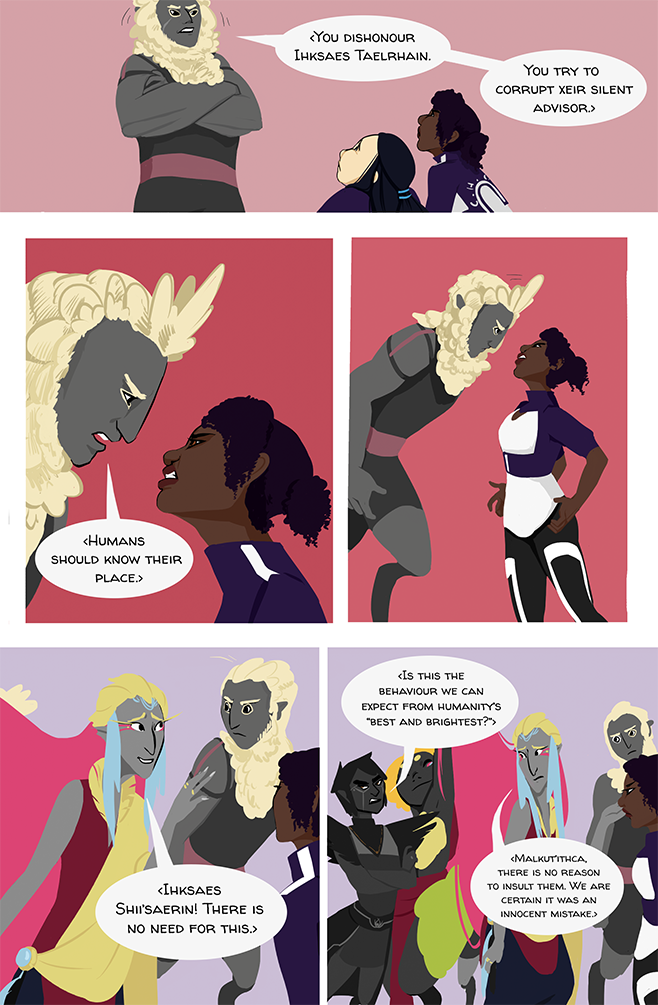 <You dishonour
Ihksaes Taelrhain.
You try to
corrupt xeir silent
advisor.>
<Humans
should know their
place.>
<Ihksaes
Shii'saerin! There is
no need for this.>
<Is this the
behaviour we can
expect from humanity's
"best and brightest?">
<Malkut'ithca,
there is no reason
to insult them. We are
certain it was an
innocent mistake.>